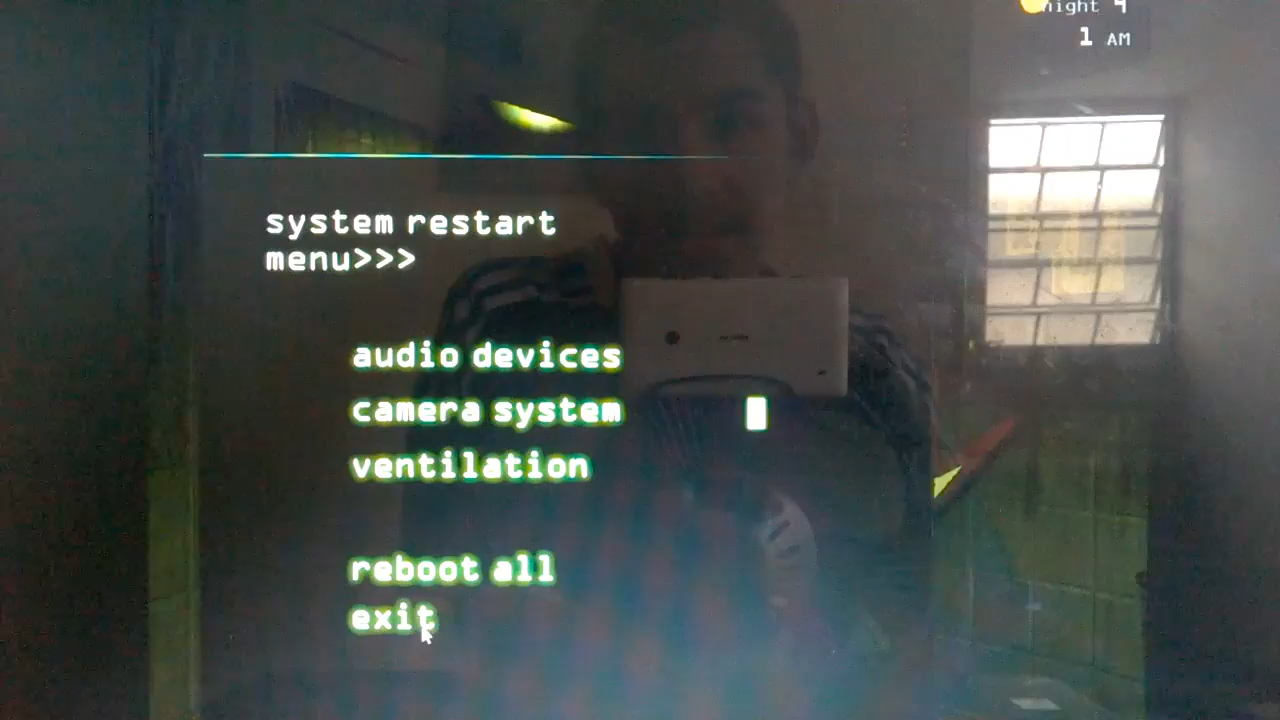 night 4
1 AM
system restart
menu>>>
audio devices
camera system
ventilation
reboot all
exit